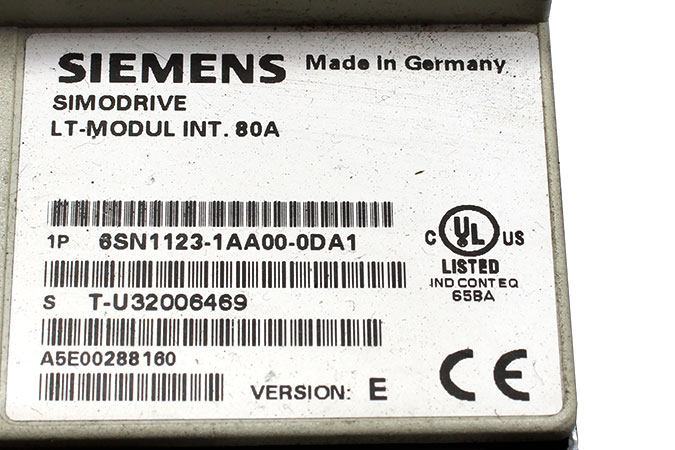 SIEMENS Made in Germany
SIMODRIVE
LT-MODUL INT. 80A
1P 6SN1123-1AA00-0DA1
C UL US
LISTED
IND CONT EQ
65BA
S T-U32006469
A5E00288160
VERSION: E
CE